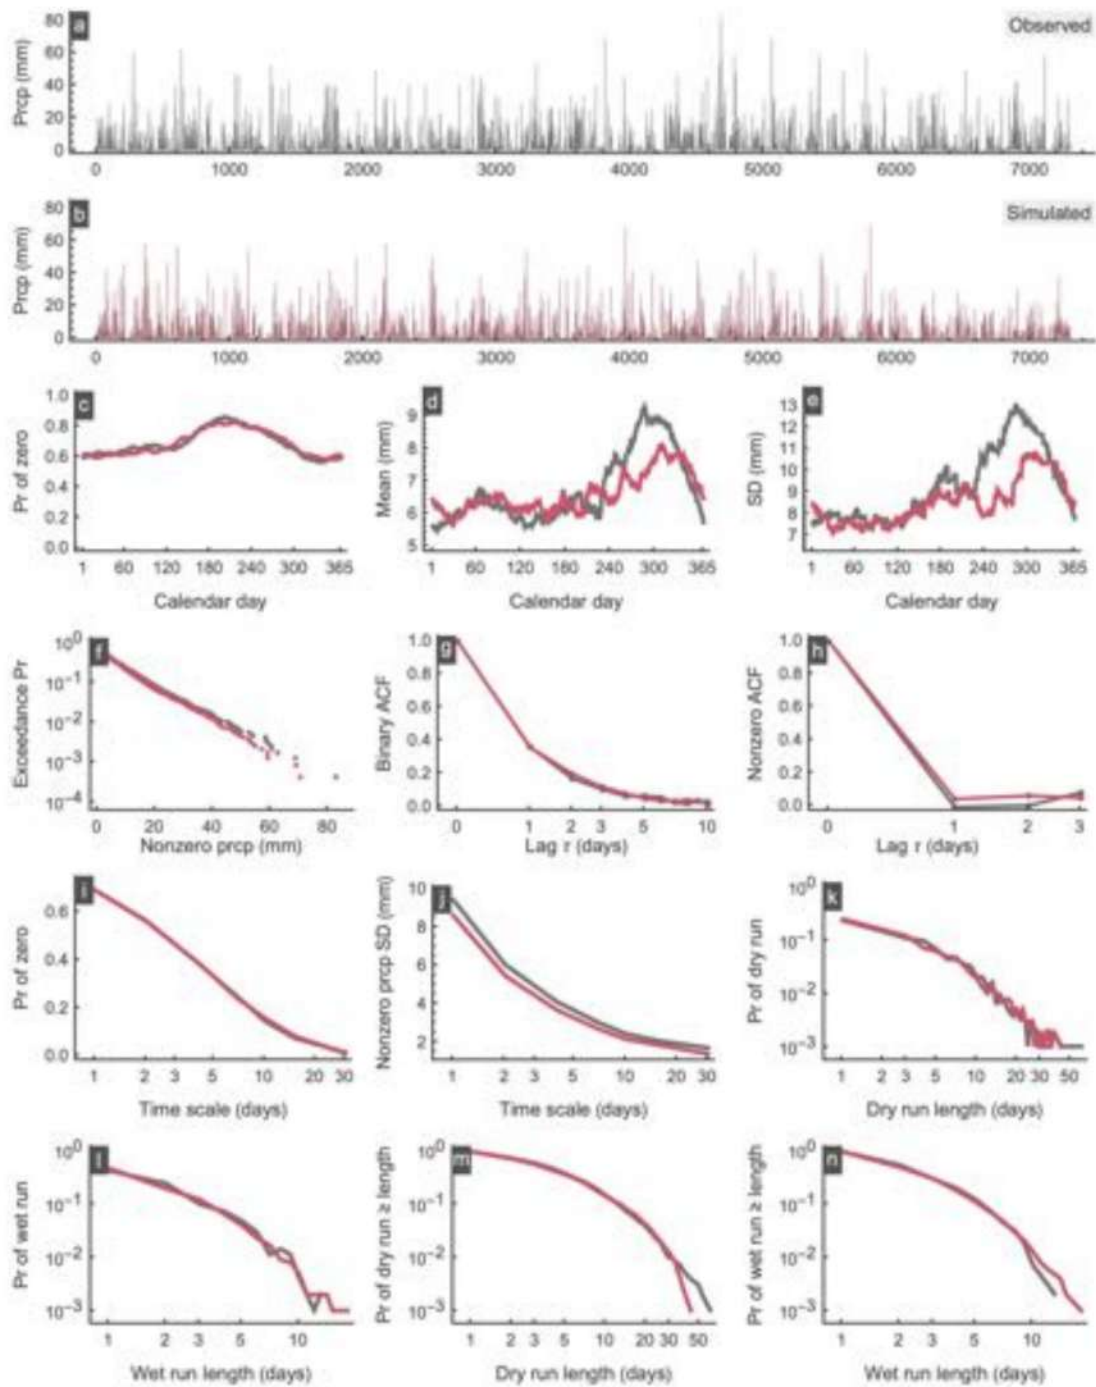 a
Observed
Prcp (mm)
80
60
40
20
0
0 1000 2000 3000 4000 5000 6000 7000
b
Simulated
Prcp (mm)
80
60
40
20
0
0 1000 2000 3000 4000 5000 6000 7000
c
Pr of zero
1.0
0.8
0.6
0.4
0.2
0.0
1 60 120 180 240 300 365
Calendar day
d
Mean (mm)
9
8
7
6
5
1 60 120 180 240 300 365
Calendar day
e
SD (mm)
13
12
11
10
9
8
7
1 60 120 180 240 300 365
Calendar day
f
Exceedance Pr
10⁰
10⁻¹
10⁻²
10⁻³
10⁻⁴
0 20 40 60 80
Nonzero prcp (mm)
g
Binary ACF
1.0
0.8
0.6
0.4
0.2
0.0
0 1 2 3 5 10
Lag τ (days)
h
Nonzero ACF
1.0
0.8
0.6
0.4
0.2
0.0
0 1 2 3
Lag τ (days)
i
Pr of zero
0.6
0.4
0.2
0.0
1 2 3 5 10 20 30
Time scale (days)
j
Nonzero prcp SD (mm)
10
8
6
4
2
1 2 3 5 10 20 30
Time scale (days)
k
Pr of dry run
10⁰
10⁻¹
10⁻²
10⁻³
1 2 3 5 10 20 30 50
Dry run length (days)
l
Pr of wet run
10⁰
10⁻¹
10⁻²
10⁻³
1 2 3 5 10
Wet run length (days)
m
Pr of dry run ≥ length
10⁰
10⁻¹
10⁻²
10⁻³
1 2 3 5 10 20 30 50
Dry run length (days)
n
Pr of wet run ≥ length
10⁰
10⁻¹
10⁻²
10⁻³
1 2 3 5 10
Wet run length (days)